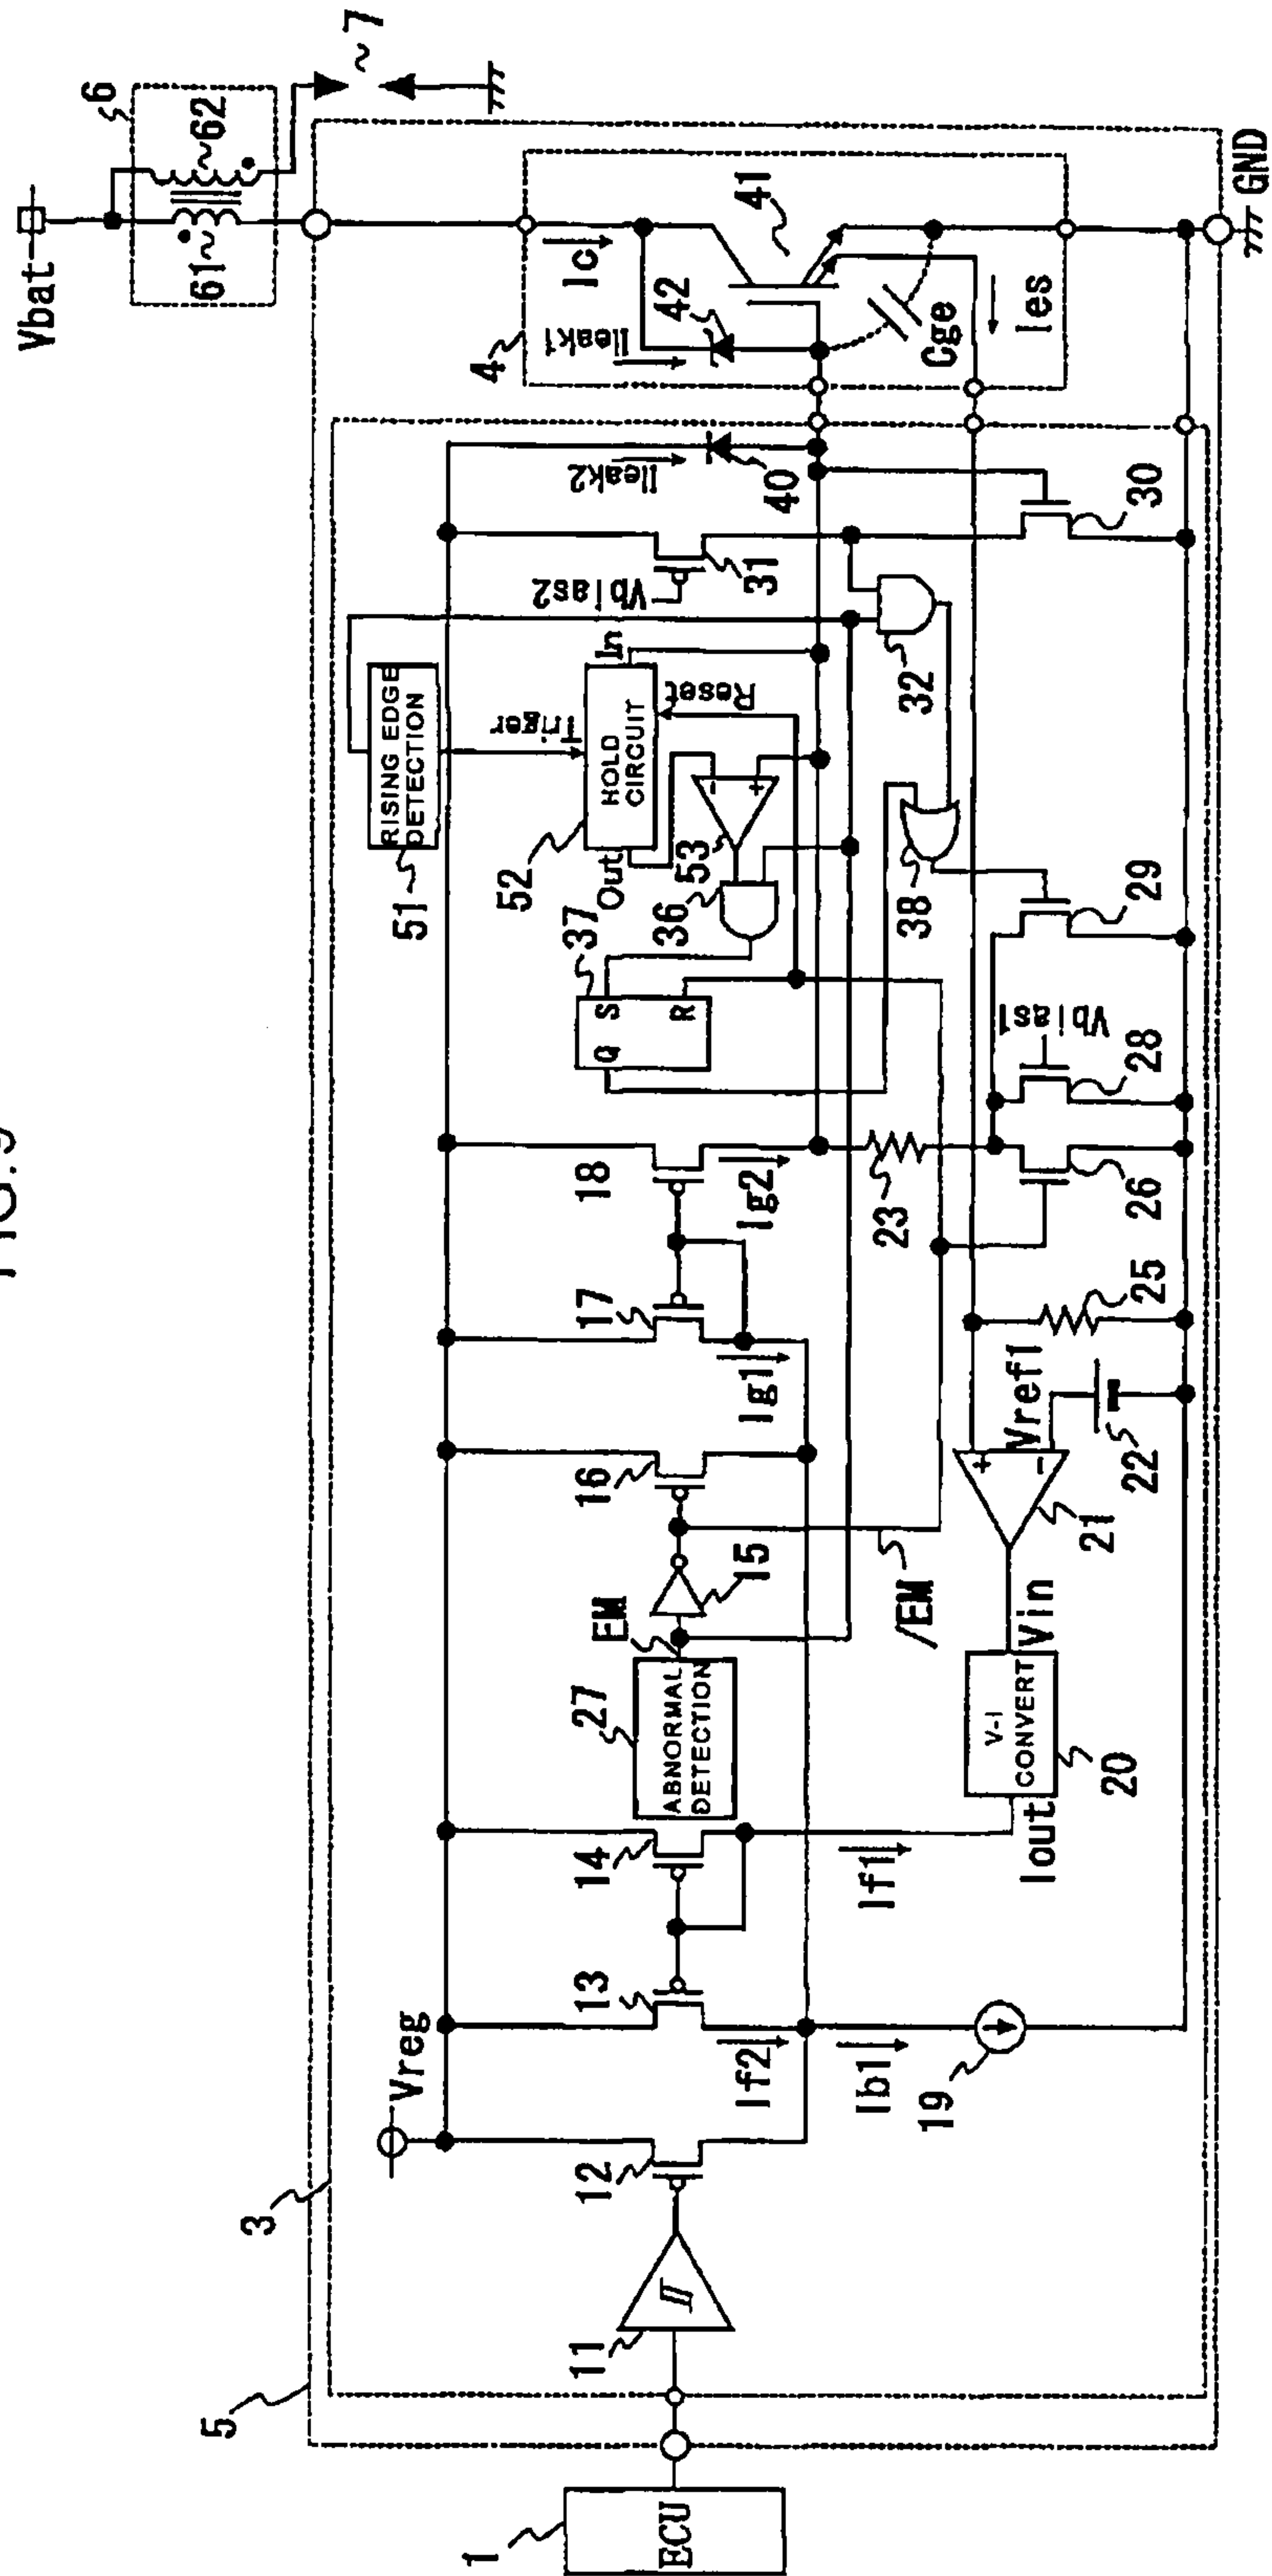 1
ECU
5
3
11
12
Vreg
13
If2
Ib1
19
14
If1
Iout
V-I
CONVERT
20
Vin
27
ABNORMAL
DETECTION
EM
15
/EM
16
17
Ig1
18
Ig2
21
+
-
Vref1
22
23
25
26
28
Vbias1
29
37
S
Q
R
36
53
-
+
38
51
RISING EDGE
DETECTION
Triger
52
HOLD
CIRCUIT
In
Out
Reset
32
Vbias2
31
30
Ileak2
40
4
Ileak1
42
Ic
41
Cge
Ies
Vbat
6
61
62
7
GND